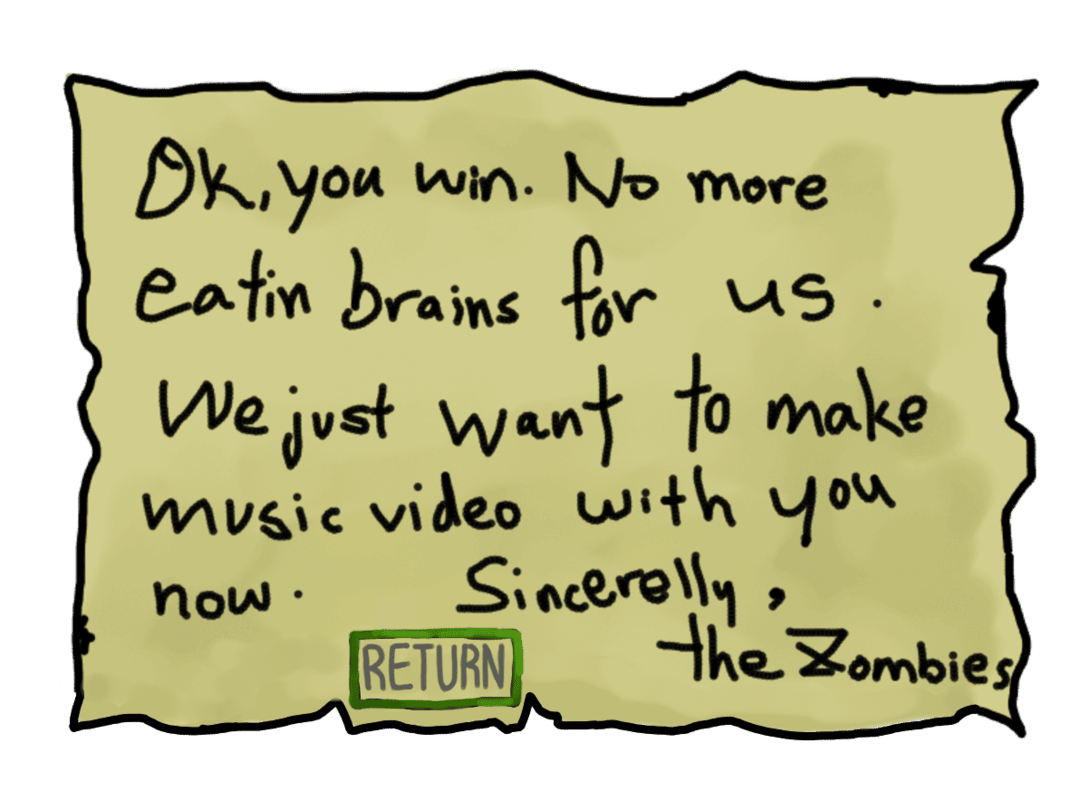 Ok, you win. No more
eatin brains for us.
We just want to make
music video with you
now. Sincerelly,
the Zombies
RETURN